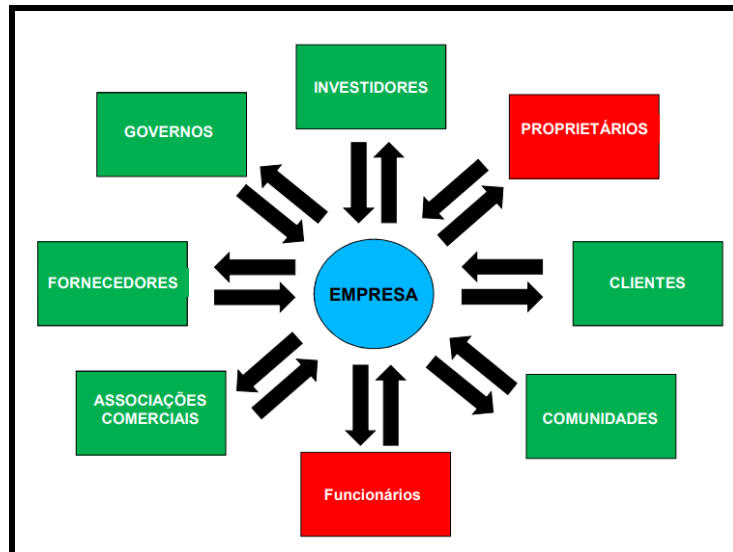 INVESTIDORES
GOVERNOS
PROPRIETÁRIOS
FORNECEDORES
EMPRESA
CLIENTES
ASSOCIAÇÕES
COMERCIAIS
COMUNIDADES
Funcionários